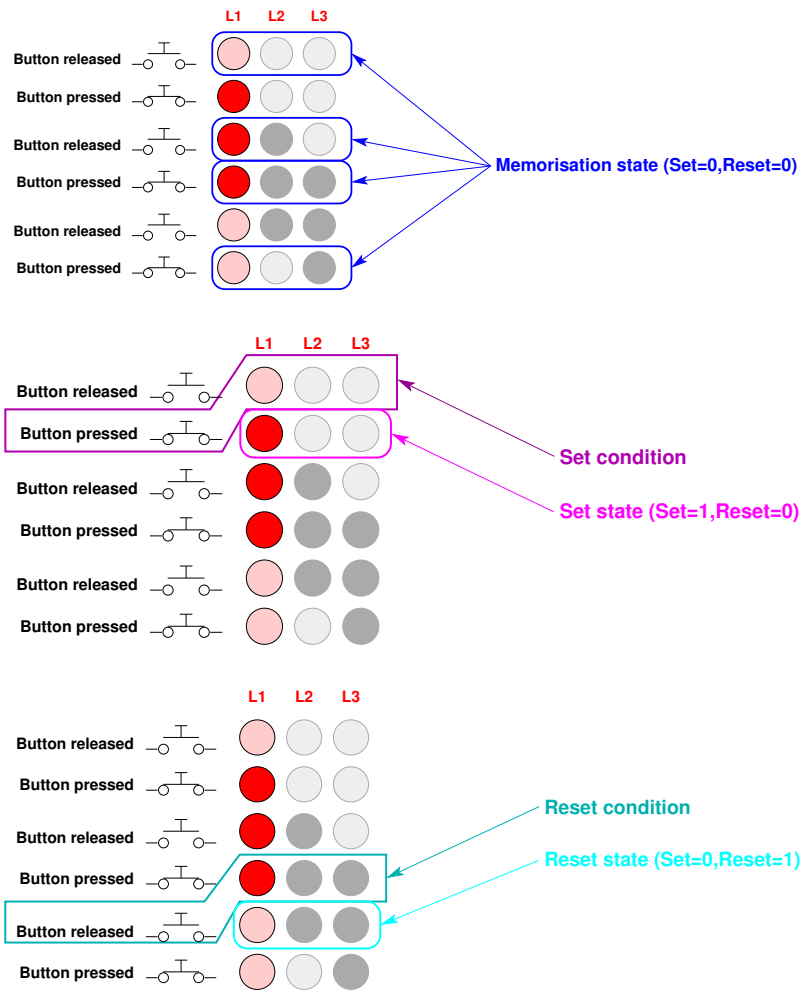 L1 L2 L3
Button released
Button pressed
Button released
Memorisation state (Set=0,Reset=0)
Button pressed
Button released
Button pressed
L1 L2 L3
Button released
Button pressed
Set condition
Button released
Set state (Set=1,Reset=0)
Button pressed
Button released
Button pressed
L1 L2 L3
Button released
Button pressed
Reset condition
Button released
Reset state (Set=0,Reset=1)
Button pressed
Button released
Button pressed